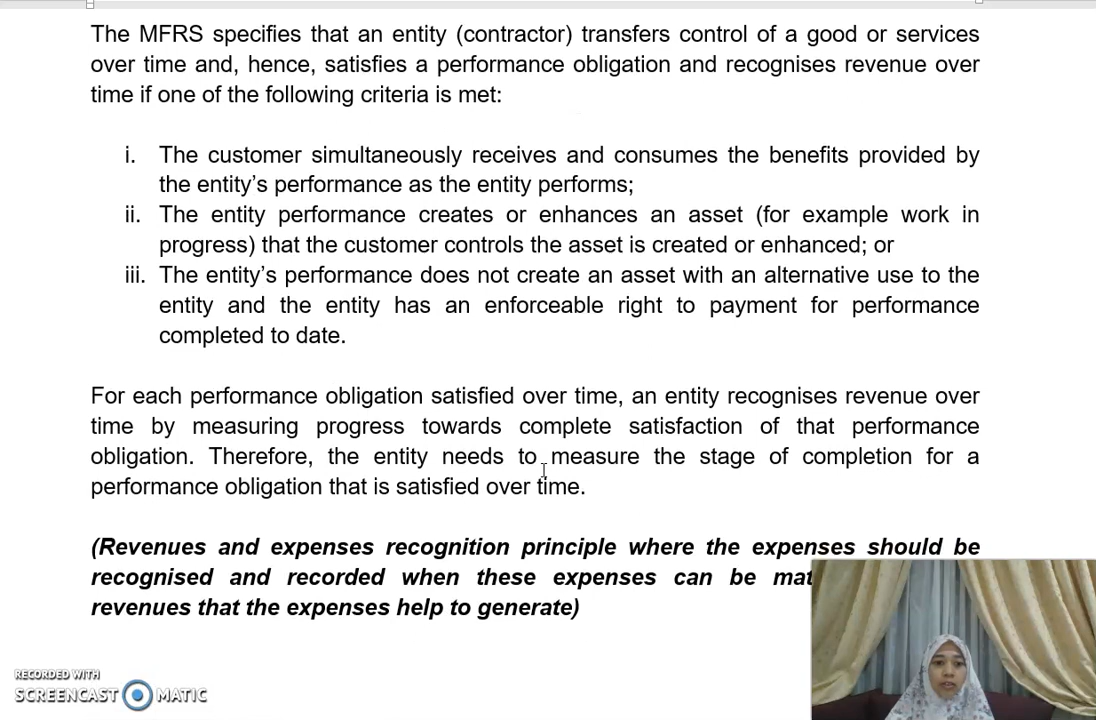 The MFRS specifies that an entity (contractor) transfers control of a good or services
over time and, hence, satisfies a performance obligation and recognises revenue over
time if one of the following criteria is met:
i. The customer simultaneously receives and consumes the benefits provided by
the entity's performance as the entity performs;
ii. The entity performance creates or enhances an asset (for example work in
progress) that the customer controls the asset is created or enhanced; or
iii. The entity's performance does not create an asset with an alternative use to the
entity and the entity has an enforceable right to payment for performance
completed to date.
For each performance obligation satisfied over time, an entity recognises revenue over
time by measuring progress towards complete satisfaction of that performance
obligation. Therefore, the entity needs to measure the stage of completion for a
performance obligation that is satisfied over time.
(Revenues and expenses recognition principle where the expenses should be
recognised and recorded when these expenses can be
revenues that the expenses help to generate)
RECORDED WITH
SCREENCAST MATIC